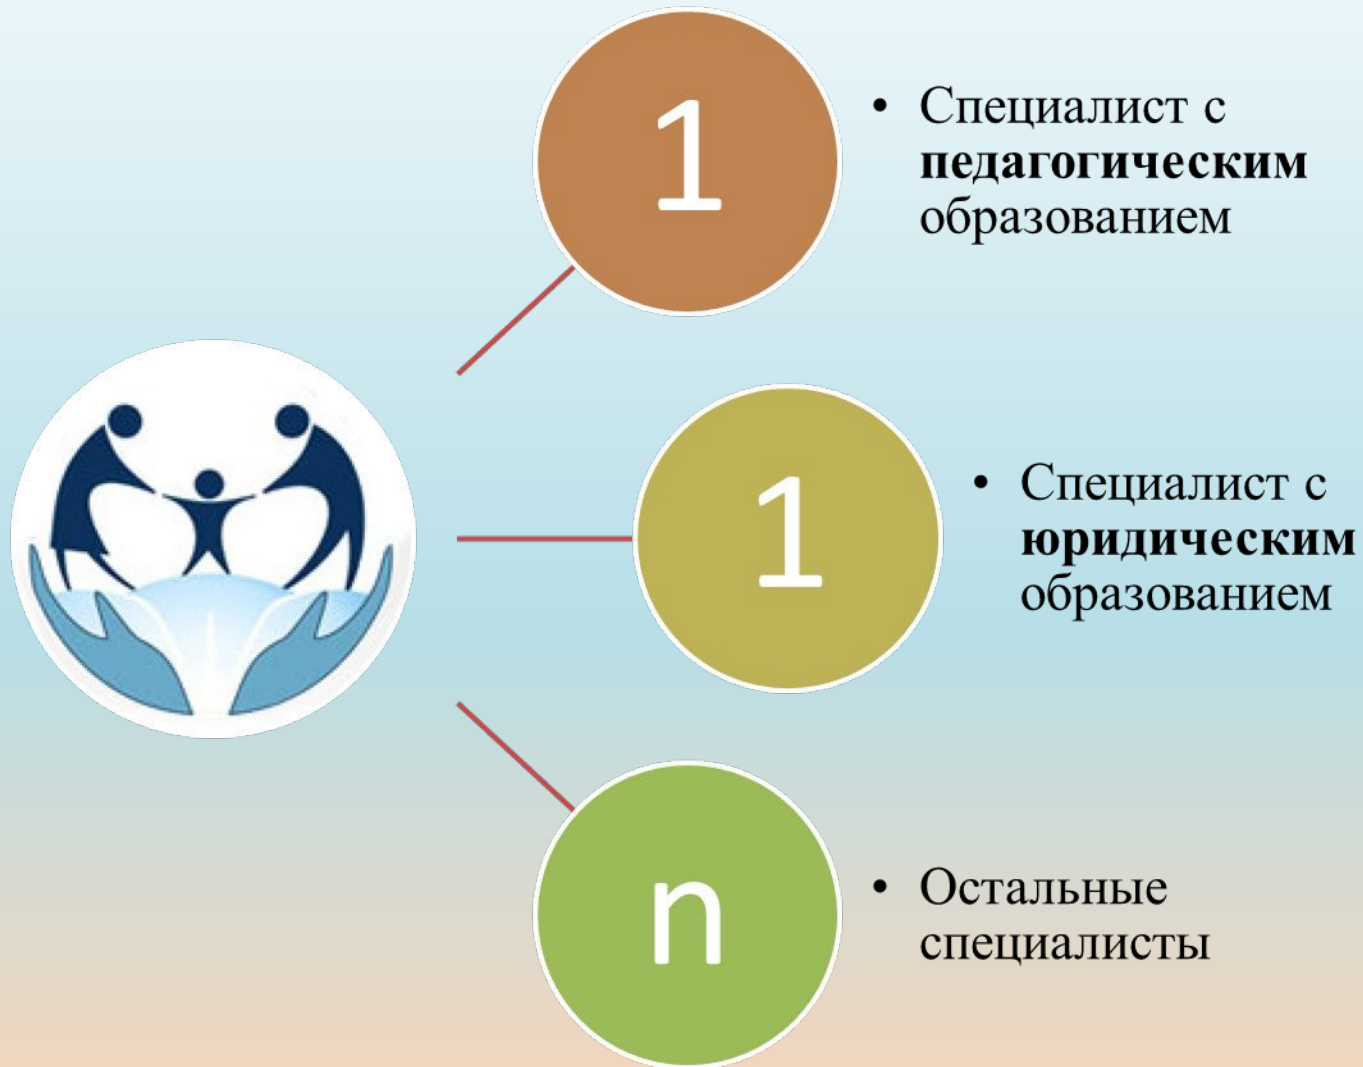 1
• Специалист с
педагогическим
образованием
1
• Специалист с
юридическим
образованием
n
• Остальные
специалисты